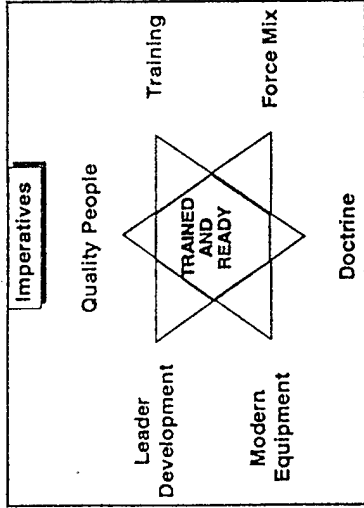 Imperatives
Quality People
Leader
Development
Training
TRAINED
AND
READY
Modern
Equipment
Force Mix
Doctrine